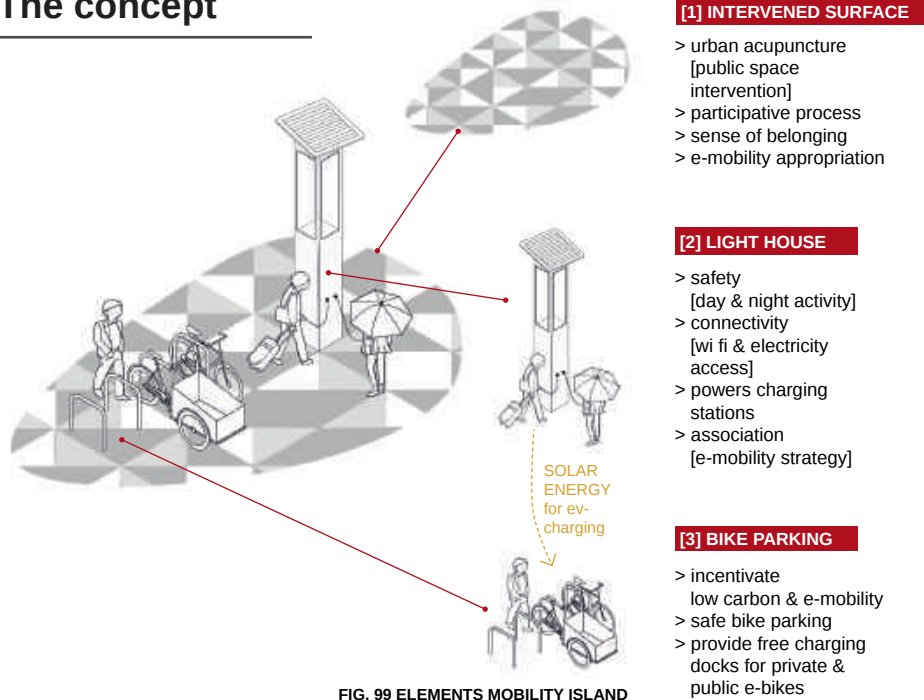 The concept
[1] INTERVENED SURFACE
> urban acupuncture
[public space
intervention]
> participative process
> sense of belonging
> e-mobility appropriation
[2] LIGHT HOUSE
> safety
[day & night activity]
> connectivity
[wi fi & electricity
access]
> powers charging
stations
> association
[e-mobility strategy]
SOLAR
ENERGY
for ev-
charging
[3] BIKE PARKING
> incentivate
low carbon & e-mobility
> safe bike parking
> provide free charging
docks for private &
public e-bikes
FIG. 99 ELEMENTS MOBILITY ISLAND